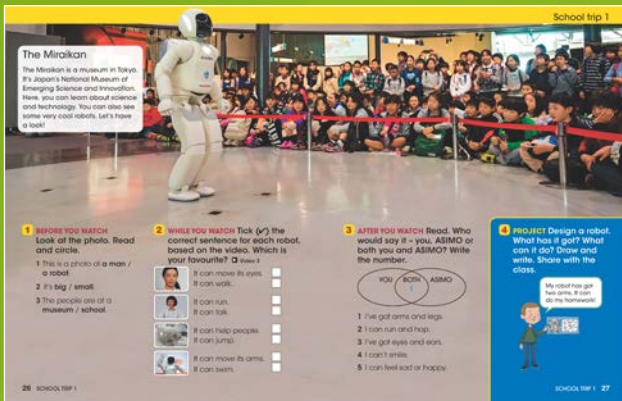 School trip 1
The Miraikan
The Miraikan is a museum in Tokyo.
It's Japan's National Museum of
Emerging Science and Innovation.
Here, you can learn about science
and technology. You can also see
some very cool robots. Let's have
a look!
1 BEFORE YOU WATCH
Look at the photo. Read
and circle.
1 This is a photo of a man /
a robot.
2 It's big / small.
3 The people are at a
museum / school.
2 WHILE YOU WATCH Tick (✓) the
correct sentence for each robot,
based on the video. Which is
your favourite? Video 3
It can move its eyes.
It can walk.
It can run.
It can talk.
It can help people.
It can jump.
It can move its arms.
It can swim.
3 AFTER YOU WATCH Read. Who
would say it – you, ASIMO or
both you and ASIMO? Write
the number.
YOU BOTH ASIMO
1
1 I've got arms and legs.
2 I can run and hop.
3 I've got eyes and ears.
4 I can't smile.
5 I can feel sad or happy.
4 PROJECT Design a robot.
What has it got? What
can it do? Draw and
write. Share with the
class.
My robot has got
two arms. It can
do my homework!
26 SCHOOL TRIP 1
SCHOOL TRIP 1 27